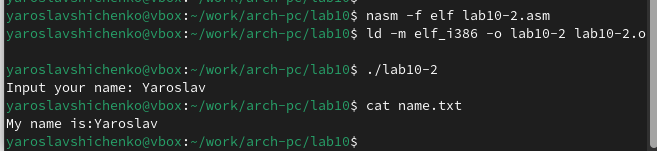 yaroslavshichenko@vbox:~/work/arch-pc/lab10$ nasm -f elf lab10-2.asm
yaroslavshichenko@vbox:~/work/arch-pc/lab10$ ld -m elf_i386 -o lab10-2 lab10-2.o
yaroslavshichenko@vbox:~/work/arch-pc/lab10$ ./lab10-2
Input your name: Yaroslav
yaroslavshichenko@vbox:~/work/arch-pc/lab10$ cat name.txt
My name is:Yaroslav
yaroslavshichenko@vbox:~/work/arch-pc/lab10$